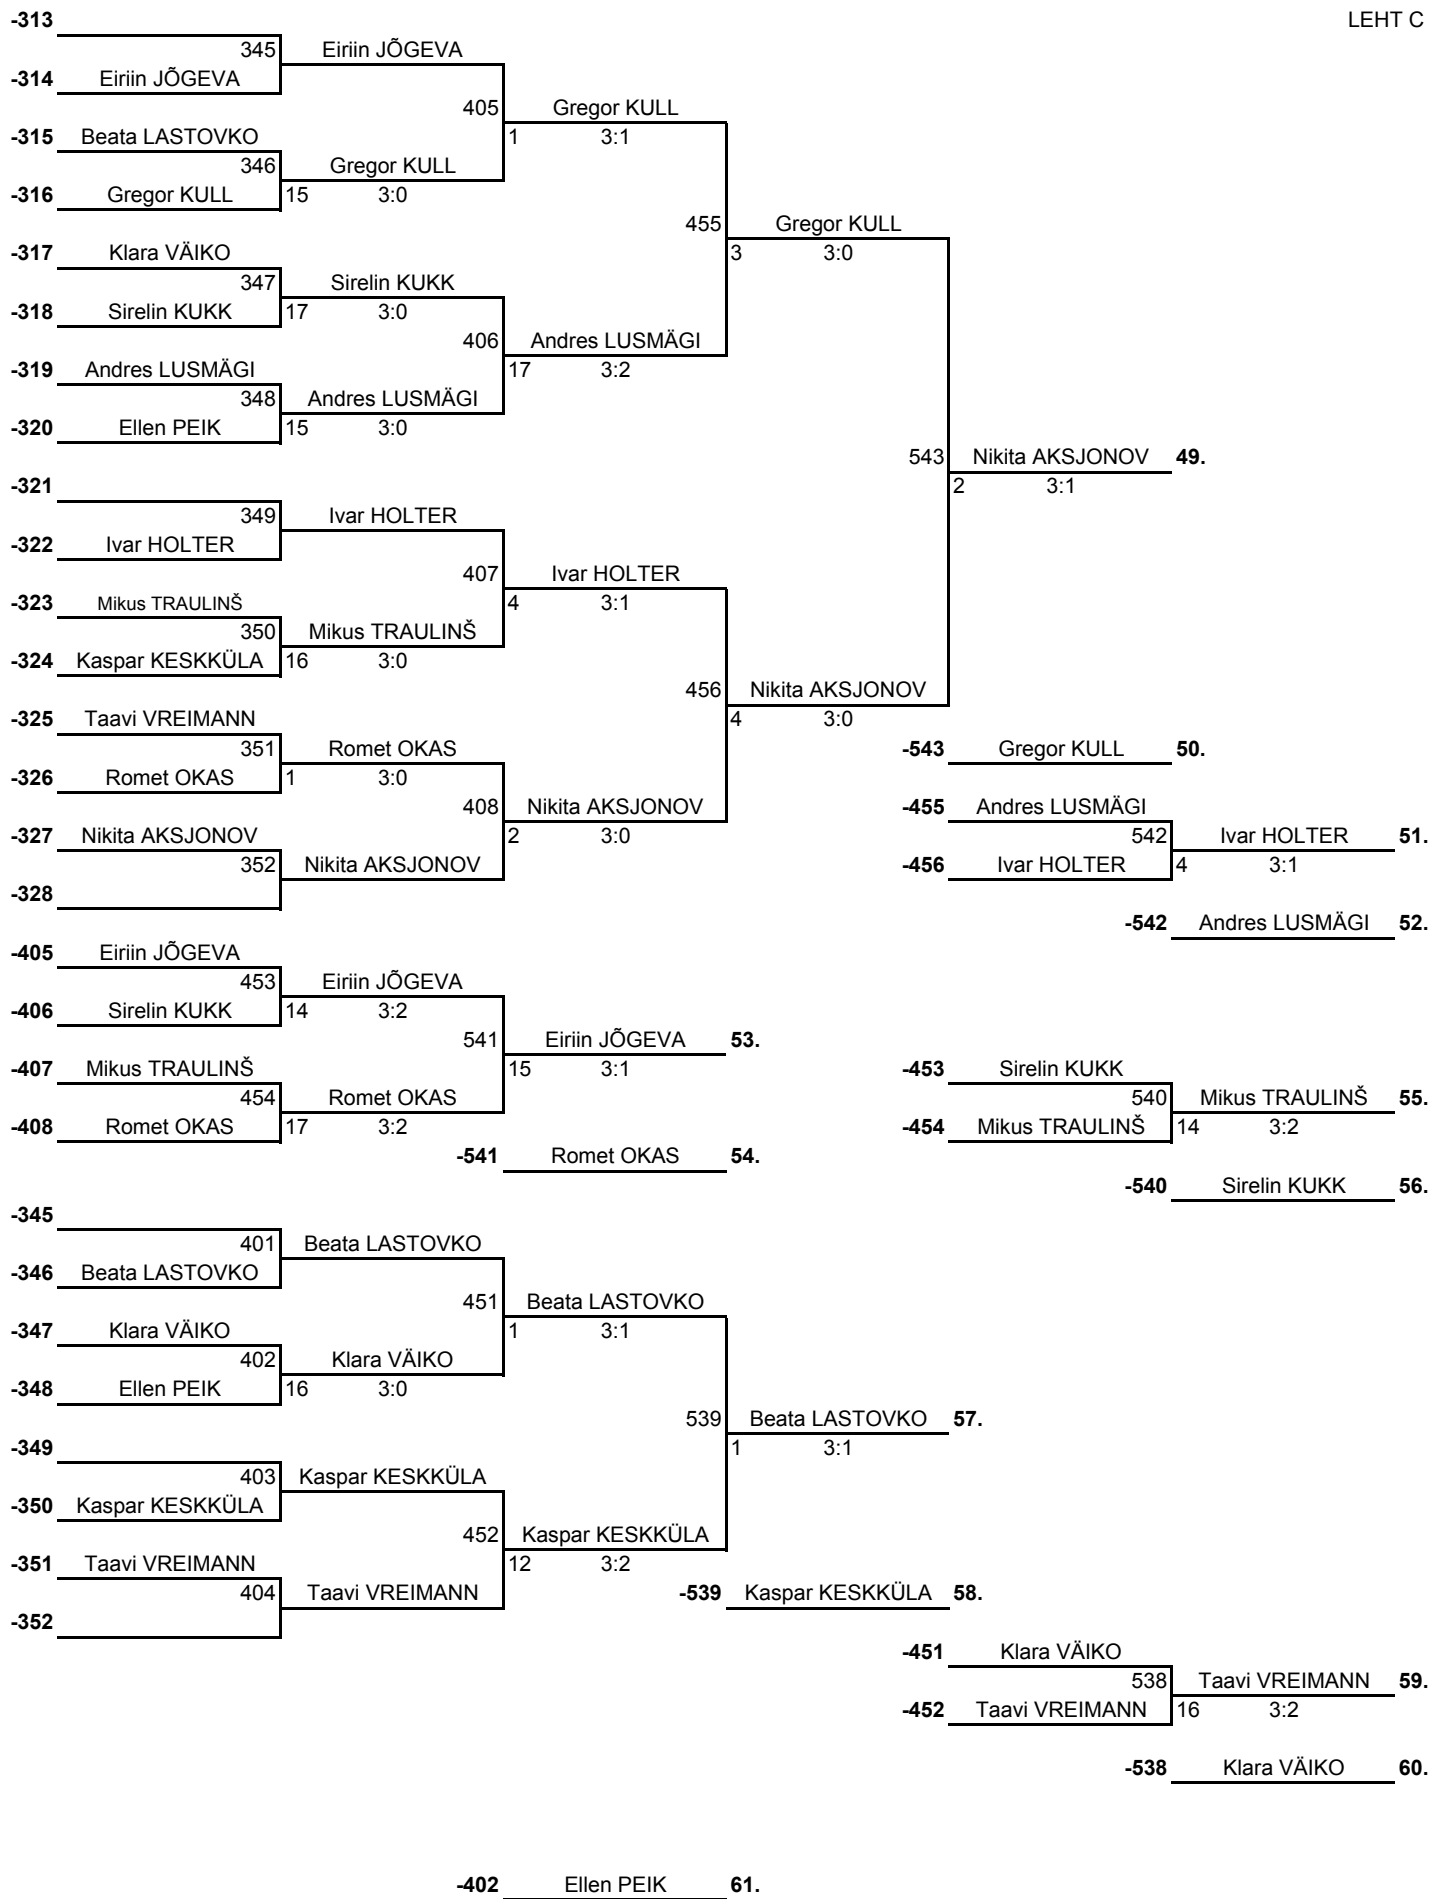 -313 LEHT C
345 Eiriin JÕGEVA
-314 Eiriin JÕGEVA
405 Gregor KULL
-315 Beata LASTOVKO 1 3:1
346 Gregor KULL
-316 Gregor KULL 15 3:0
455 Gregor KULL
-317 Klara VÄIKO 3 3:0
347 Sirelin KUKK
-318 Sirelin KUKK 17 3:0
406 Andres LUSMÄGI
-319 Andres LUSMÄGI 17 3:2
348 Andres LUSMÄGI
-320 Ellen PEIK 15 3:0
543 Nikita AKSJONOV 49.
-321 2 3:1
349 Ivar HOLTER
-322 Ivar HOLTER
407 Ivar HOLTER
-323 Mikus TRAULINŠ 4 3:1
350 Mikus TRAULINŠ
-324 Kaspar KESKKÜLA 16 3:0
456 Nikita AKSJONOV
-325 Taavi VREIMANN 4 3:0
351 Romet OKAS -543 Gregor KULL 50.
-326 Romet OKAS 1 3:0
408 Nikita AKSJONOV -455 Andres LUSMÄGI
-327 Nikita AKSJONOV 2 3:0 542 Ivar HOLTER 51.
352 Nikita AKSJONOV -456 Ivar HOLTER 4 3:1
-328
-542 Andres LUSMÄGI 52.
-405 Eiriin JÕGEVA
453 Eiriin JÕGEVA
-406 Sirelin KUKK 14 3:2
541 Eiriin JÕGEVA 53.
-407 Mikus TRAULINŠ 15 3:1 -453 Sirelin KUKK
454 Romet OKAS 540 Mikus TRAULINŠ 55.
-408 Romet OKAS 17 3:2 -454 Mikus TRAULINŠ 14 3:2
-541 Romet OKAS 54.
-540 Sirelin KUKK 56.
-345
401 Beata LASTOVKO
-346 Beata LASTOVKO
451 Beata LASTOVKO
-347 Klara VÄIKO 1 3:1
402 Klara VÄIKO
-348 Ellen PEIK 16 3:0
539 Beata LASTOVKO 57.
-349 1 3:1
403 Kaspar KESKKÜLA
-350 Kaspar KESKKÜLA
452 Kaspar KESKKÜLA
-351 Taavi VREIMANN 12 3:2
404 Taavi VREIMANN -539 Kaspar KESKKÜLA 58.
-352
-451 Klara VÄIKO
538 Taavi VREIMANN 59.
-452 Taavi VREIMANN 16 3:2
-538 Klara VÄIKO 60.
-402 Ellen PEIK 61.